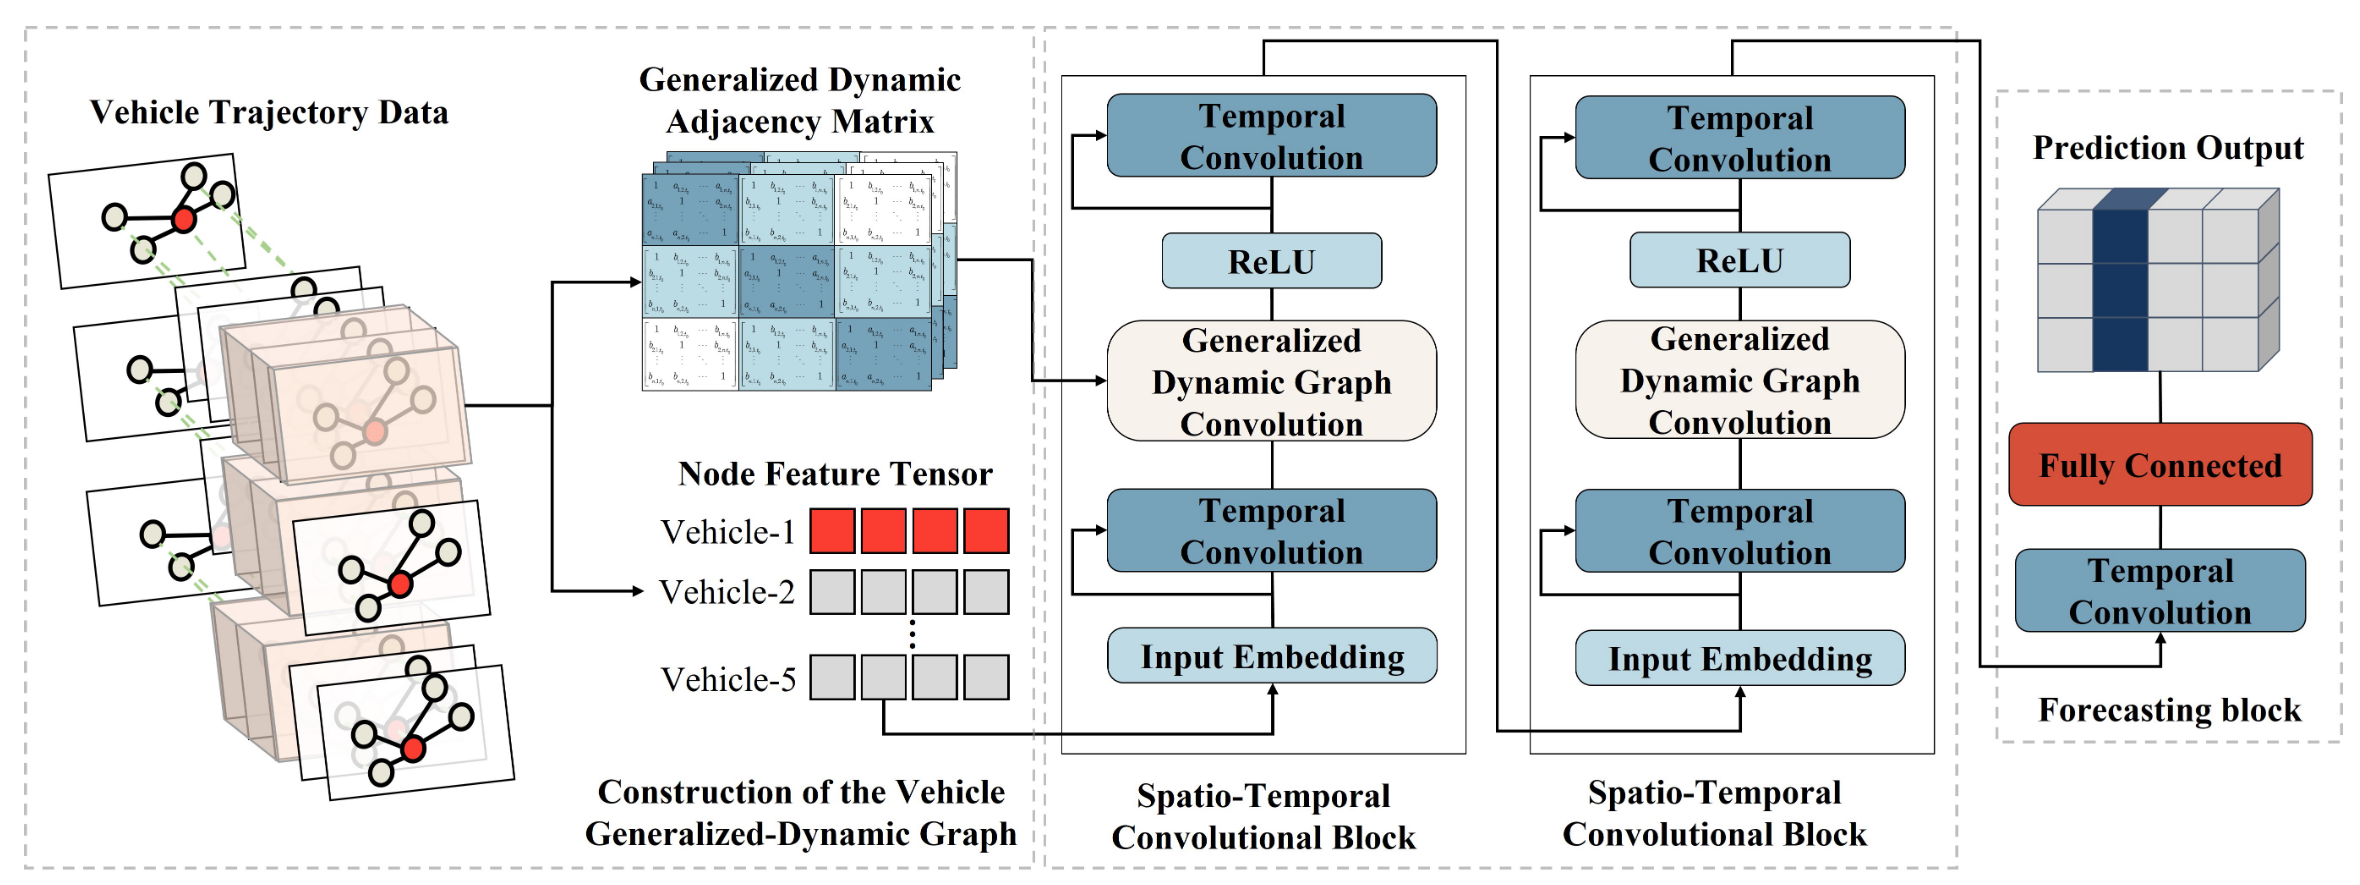 Vehicle Trajectory Data
Generalized Dynamic
Adjacency Matrix
Node Feature Tensor
Vehicle-1
Vehicle-2
Vehicle-5
Construction of the Vehicle
Generalized-Dynamic Graph
Temporal
Convolution
ReLU
Generalized
Dynamic Graph
Convolution
Temporal
Convolution
Input Embedding
Spatio-Temporal
Convolutional Block
Temporal
Convolution
ReLU
Generalized
Dynamic Graph
Convolution
Temporal
Convolution
Input Embedding
Spatio-Temporal
Convolutional Block
Prediction Output
Fully Connected
Temporal
Convolution
Forecasting block